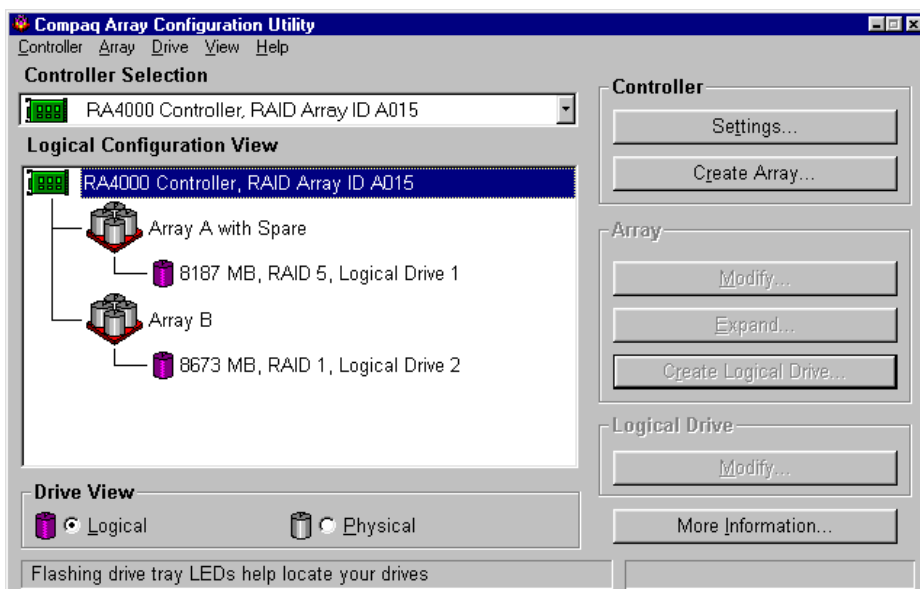 Compaq Array Configuration Utility
Controller Array Drive View Help
Controller Selection
RA4000 Controller, RAID Array ID A015
Logical Configuration View
RA4000 Controller, RAID Array ID A015
Array A with Spare
8187 MB, RAID 5, Logical Drive 1
Array B
8673 MB, RAID 1, Logical Drive 2
Drive View
Logical
Physical
Controller
Settings...
Create Array...
Array
Modify...
Expand...
Create Logical Drive...
Logical Drive
Modify...
More Information...
Flashing drive tray LEDs help locate your drives